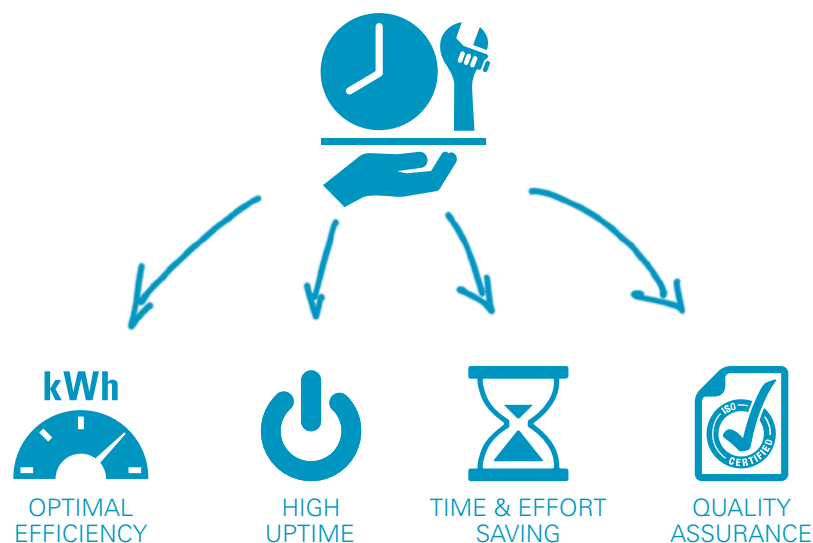 kWh
OPTIMAL
EFFICIENCY
HIGH
UPTIME
TIME & EFFORT
SAVING
ISO
CERTIFIED
QUALITY
ASSURANCE